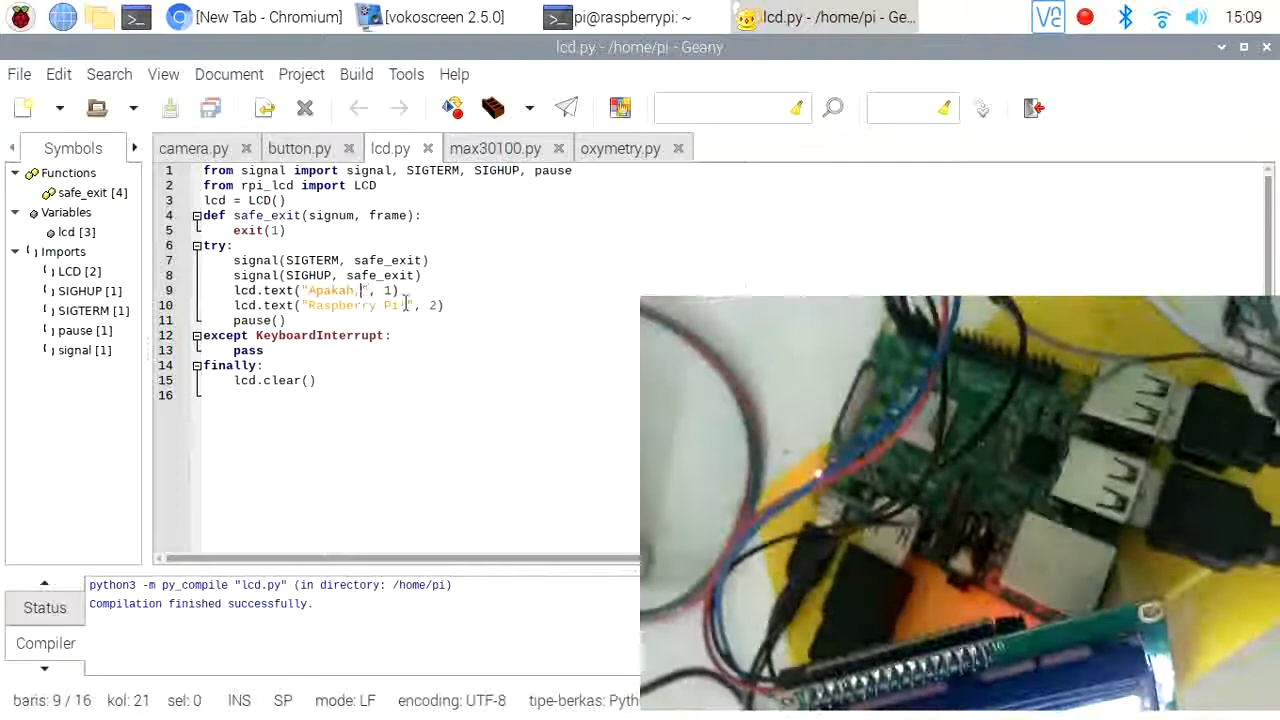 [New Tab - Chromium]
[vokoscreen 2.5.0]
pi@raspberrypi: ~
lcd.py - /home/pi - Ge...
VNC
15:09
lcd.py - /home/pi - Geany
File Edit Search View Document Project Build Tools Help
Symbols
camera.py button.py lcd.py max30100.py oxymetry.py
Functions
safe_exit [4]
Variables
lcd [3]
Imports
LCD [2]
SIGHUP [1]
SIGTERM [1]
pause [1]
signal [1]
1 from signal import signal, SIGTERM, SIGHUP, pause
2 from rpi_lcd import LCD
3 lcd = LCD()
4 def safe_exit(signum, frame):
5 exit(1)
6 try:
7 signal(SIGTERM, safe_exit)
8 signal(SIGHUP, safe_exit)
9 lcd.text("Apakah,", 1)
10 lcd.text("Raspberry Pi!", 2)
11 pause()
12 except KeyboardInterrupt:
13 pass
14 finally:
15 lcd.clear()
16
Status
Compiler
python3 -m py_compile "lcd.py" (in directory: /home/pi)
Compilation finished successfully.
baris: 9 / 16 kol: 21 sel: 0 INS SP mode: LF encoding: UTF-8 tipe-berkas: Pyth